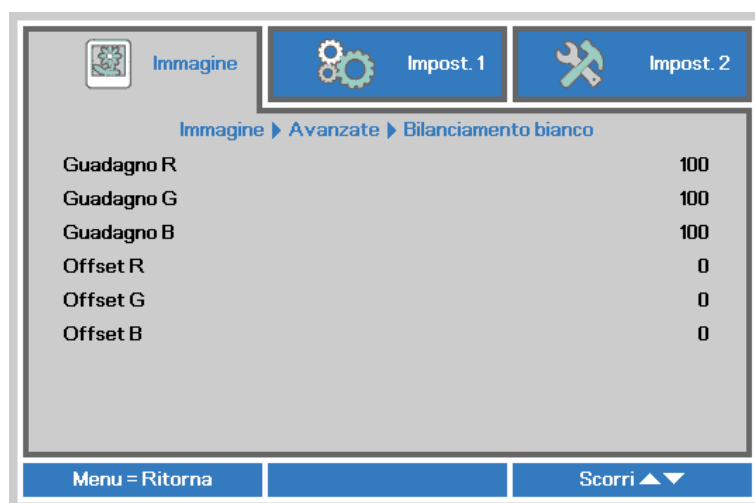 Immagine Impost. 1 Impost. 2
Immagine ▶ Avanzate ▶ Bilanciamento bianco
Guadagno R 100
Guadagno G 100
Guadagno B 100
Offset R 0
Offset G 0
Offset B 0
Menu = Ritorna Scorri ▲▼